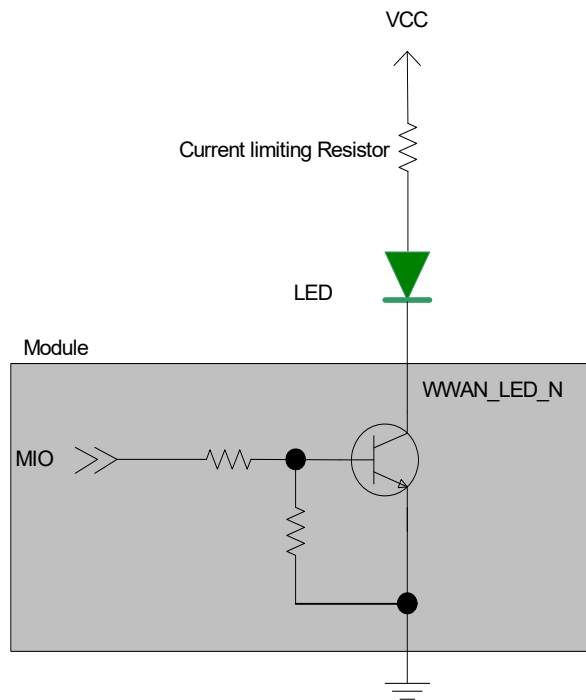 VCC
Current limiting Resistor
LED
Module
WWAN_LED_N
MIO